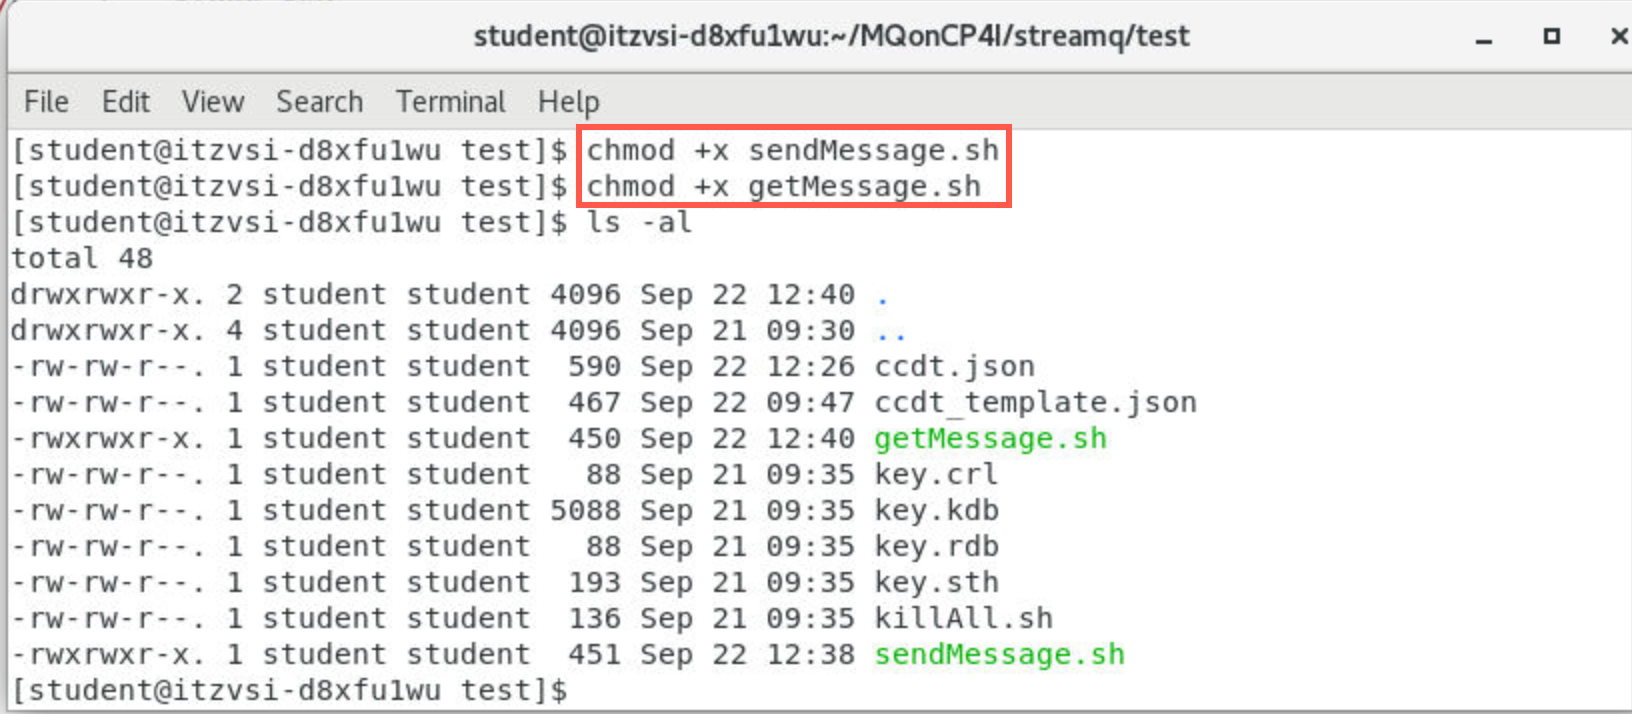 student@itzvsi-d8xfu1wu:~/MQonCP4I/streamq/test
File Edit View Search Terminal Help
[student@itzvsi-d8xfu1wu test]$ chmod +x sendMessage.sh
[student@itzvsi-d8xfu1wu test]$ chmod +x getMessage.sh
[student@itzvsi-d8xfu1wu test]$ ls -al
total 48
drwxrwxr-x. 2 student student 4096 Sep 22 12:40 .
drwxrwxr-x. 4 student student 4096 Sep 21 09:30 ..
-rw-rw-r--. 1 student student  590 Sep 22 12:26 ccdt.json
-rw-rw-r--. 1 student student  467 Sep 22 09:47 ccdt_template.json
-rwxrwxr-x. 1 student student  450 Sep 22 12:40 getMessage.sh
-rw-rw-r--. 1 student student   88 Sep 21 09:35 key.crl
-rw-rw-r--. 1 student student 5088 Sep 21 09:35 key.kdb
-rw-rw-r--. 1 student student   88 Sep 21 09:35 key.rdb
-rw-rw-r--. 1 student student  193 Sep 21 09:35 key.sth
-rw-rw-r--. 1 student student  136 Sep 21 09:35 killAll.sh
-rwxrwxr-x. 1 student student  451 Sep 22 12:38 sendMessage.sh
[student@itzvsi-d8xfu1wu test]$